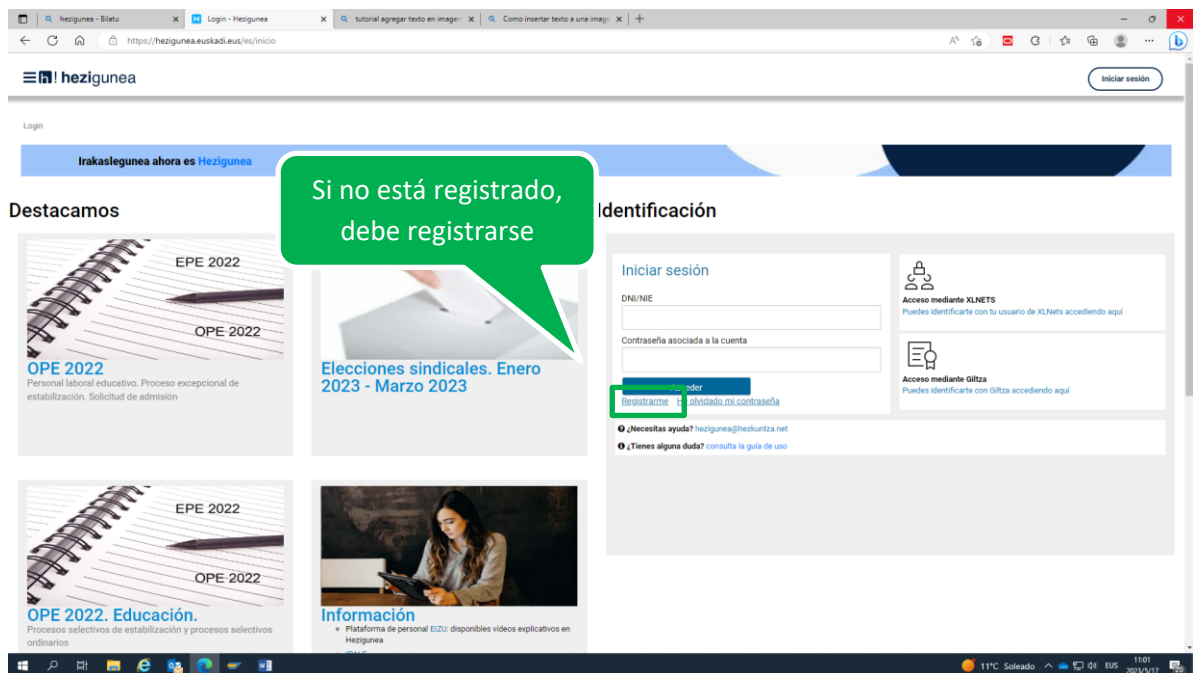 hezigunea - Bilatu
Login - Hezigunea
tutorial agregar texto en imagen
Como insertar texto a una image
https://hezigunea.euskadi.eus/es/inicio
h! hezigunea
Iniciar sesión
Login
Irakaslegunea ahora es Hezigunea
Si no está registrado,
debe registrarse
Destacamos
EPE 2022
OPE 2022
OPE 2022
Personal laboral educativo. Proceso excepcional de
estabilización. Solicitud de admisión
Elecciones sindicales. Enero
2023 - Marzo 2023
EPE 2022
OPE 2022
OPE 2022. Educación.
Procesos selectivos de estabilización y procesos selectivos
ordinarios
Información
Plataforma de personal EIZU: disponibles vídeos explicativos en
Hezigunea
Identificación
Iniciar sesión
DNI/NIE
Contraseña asociada a la cuenta
Registrarme He olvidado mi contraseña
Acceso mediante XLNETS
Puedes identificarte con tu usuario de XLNets accediendo aquí
Acceso mediante Giltza
Puedes identificarte con Giltza accediendo aquí
¿Necesitas ayuda? hezigunea@hezkuntza.net
¿Tienes alguna duda? consulta la guía de uso
11°C Soleado
EUS
11:01
2023/5/17
20